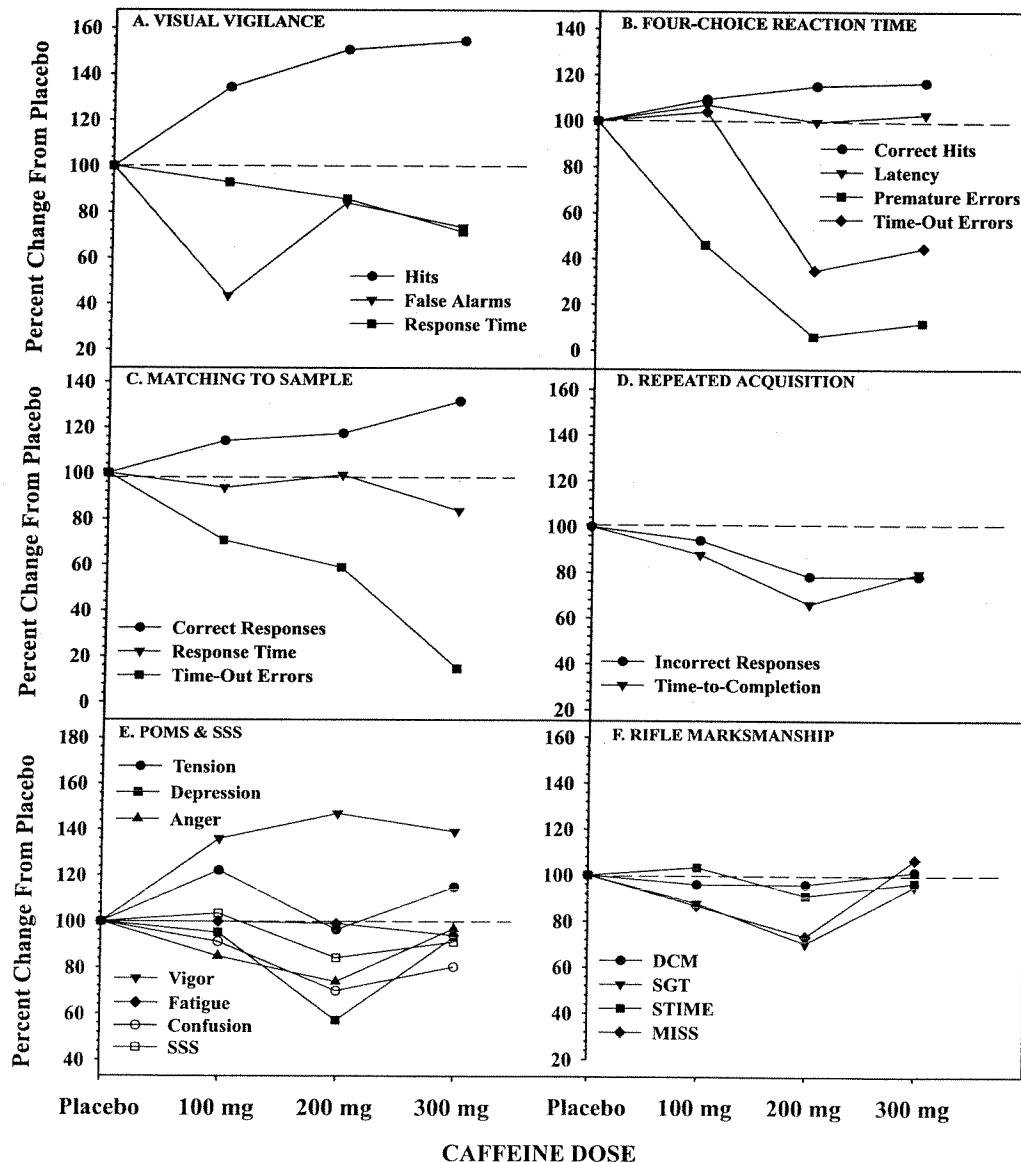 A. VISUAL VIGILANCE
160
140
120
100
80
60
40
20
Percent Change From Placebo
Hits
False Alarms
Response Time
B. FOUR-CHOICE REACTION TIME
140
120
100
80
60
40
20
0
Correct Hits
Latency
Premature Errors
Time-Out Errors
C. MATCHING TO SAMPLE
140
120
100
80
60
40
20
0
Percent Change From Placebo
Correct Responses
Response Time
Time-Out Errors
D. REPEATED ACQUISITION
160
140
120
100
80
60
40
20
Incorrect Responses
Time-to-Completion
E. POMS & SSS
180
160
140
120
100
80
60
40
Percent Change From Placebo
Tension
Depression
Anger
Vigor
Fatigue
Confusion
SSS
F. RIFLE MARKSMANSHIP
160
140
120
100
80
60
40
20
DCM
SGT
STIME
MISS
Placebo 100 mg 200 mg 300 mg
Placebo 100 mg 200 mg 300 mg
CAFFEINE DOSE